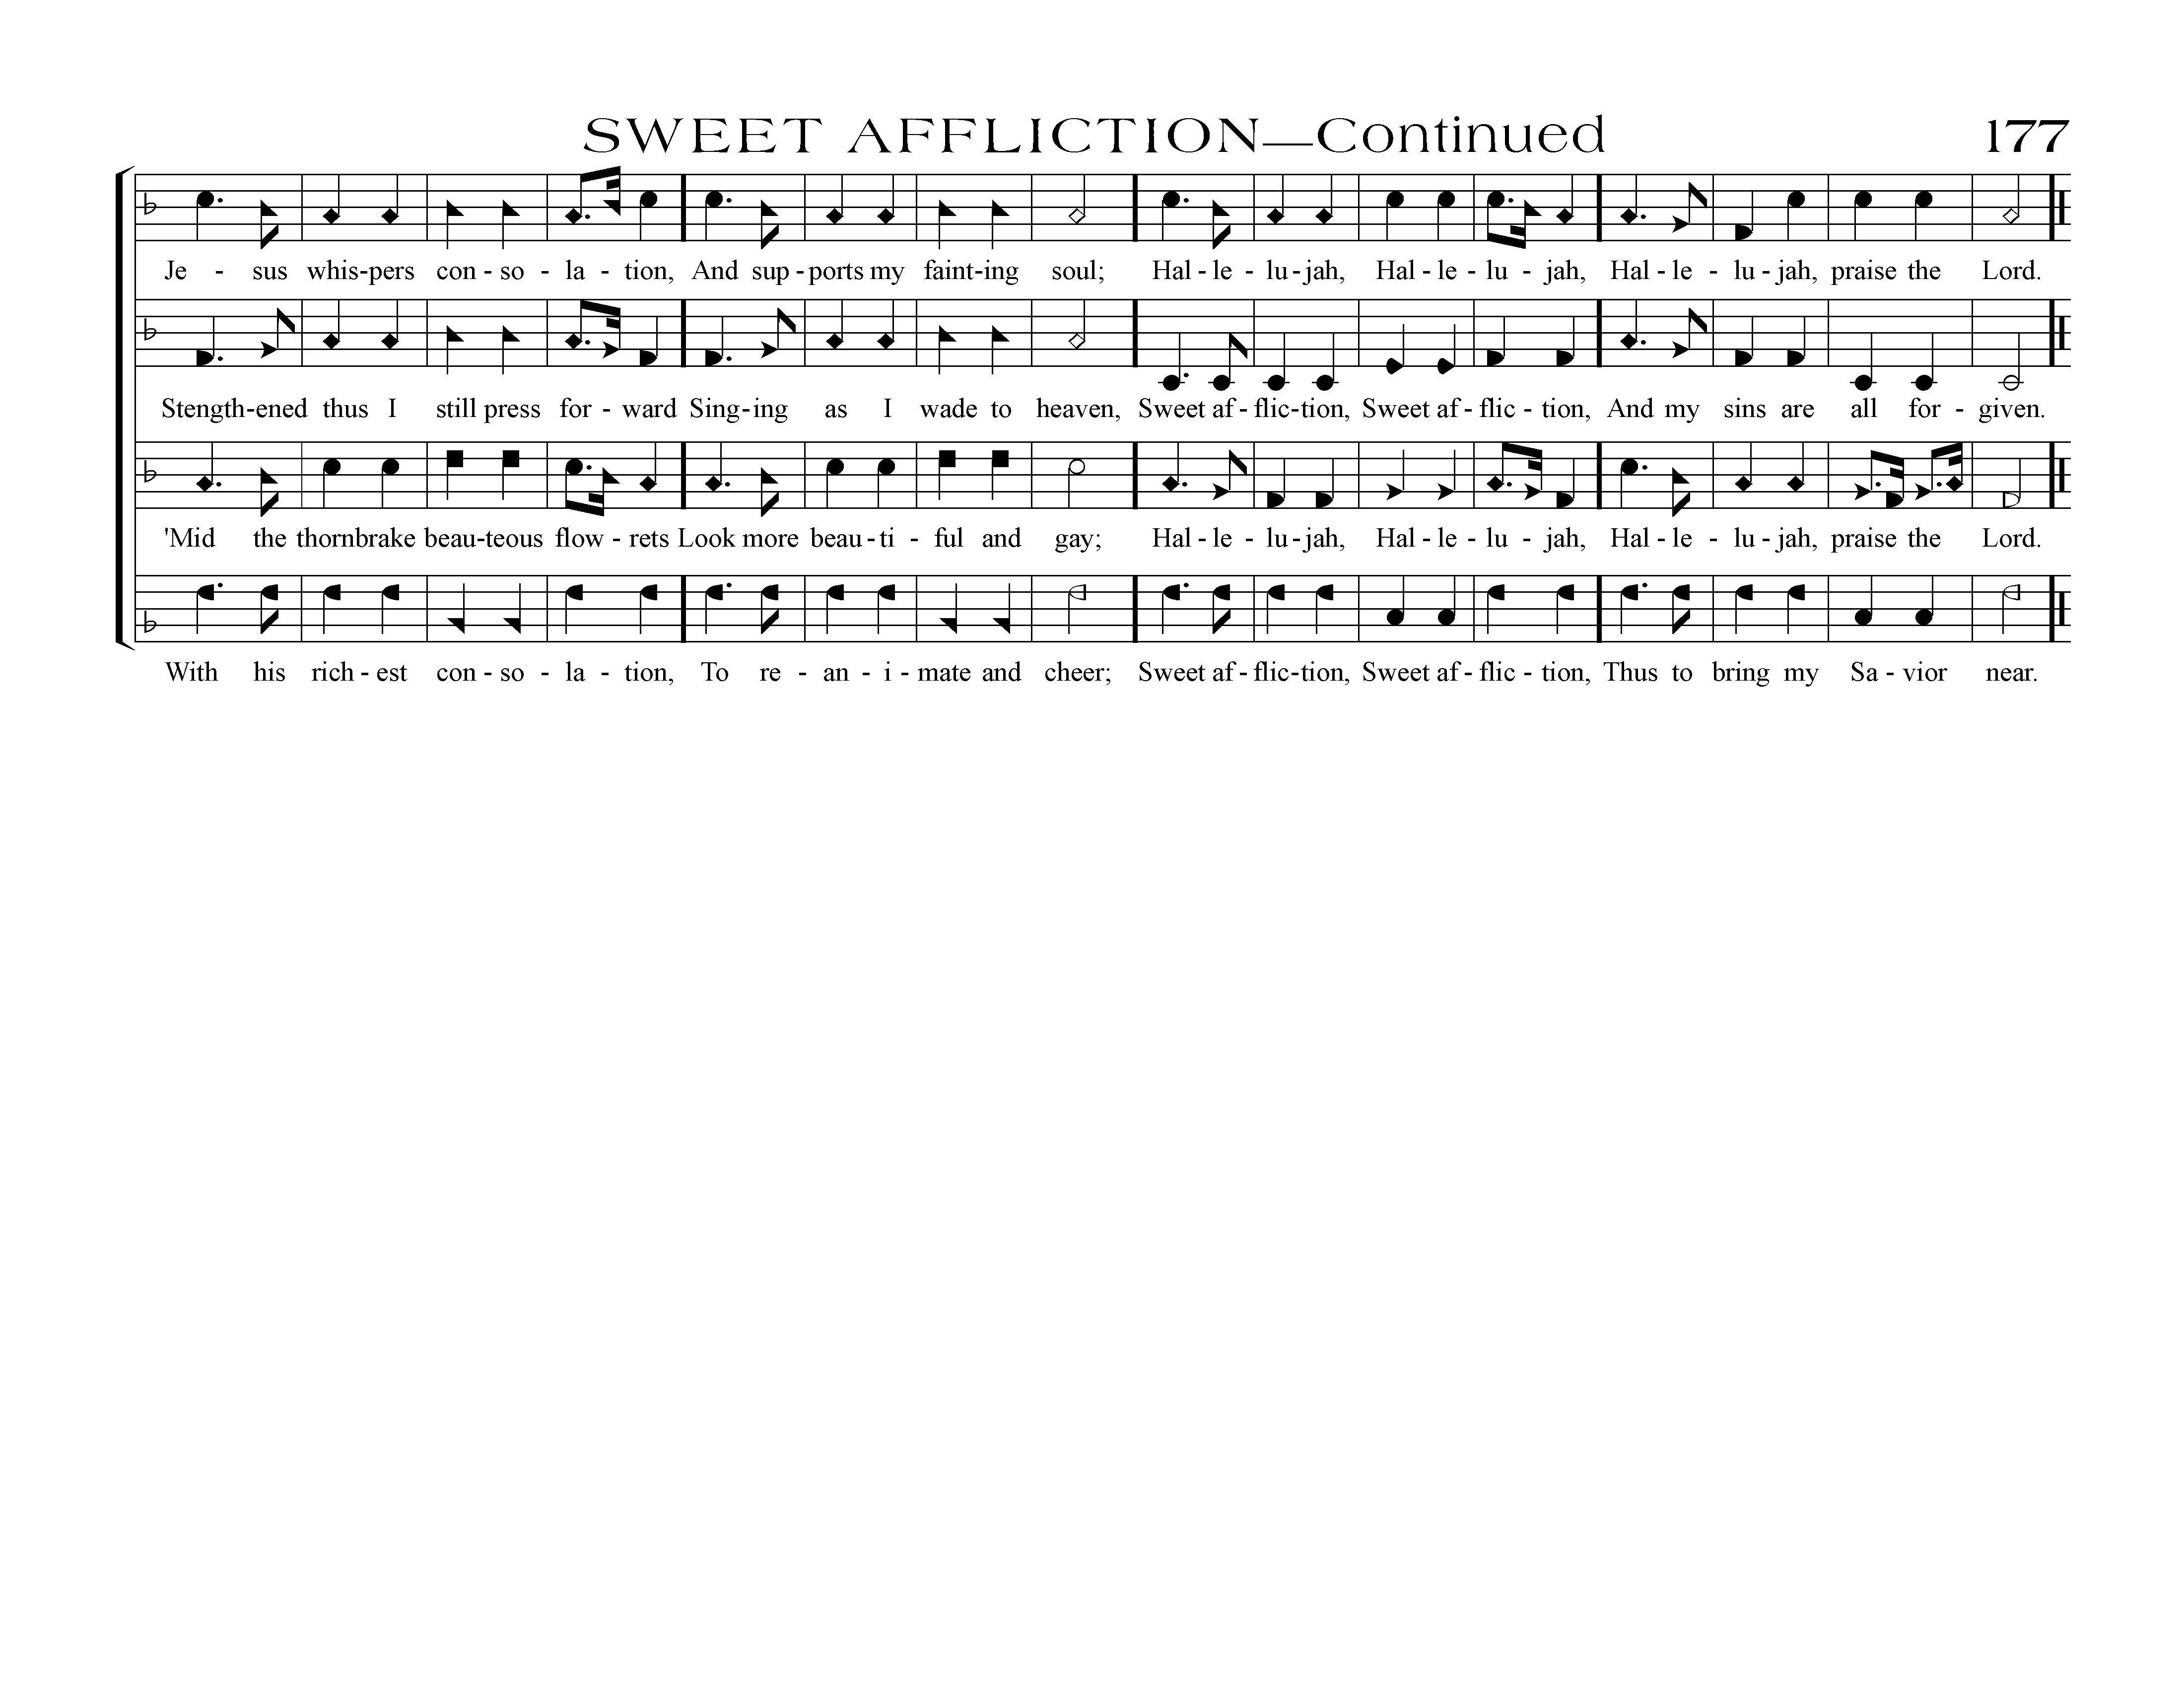 SWEET AFFLICTION—Continued 177
Je - sus whis-pers con - so - la - tion, And sup - ports my faint-ing soul; Hal - le - lu - jah, Hal - le - lu - jah, Hal - le - lu - jah, praise the Lord.
Stength-ened thus I still press for - ward Sing-ing as I wade to heaven, Sweet af - flic-tion, Sweet af - flic - tion, And my sins are all for - given.
'Mid the thornbrake beau-teous flow - rets Look more beau - ti - ful and gay; Hal - le - lu - jah, Hal - le - lu - jah, Hal - le - lu - jah, praise the Lord.
With his rich - est con - so - la - tion, To re - an - i - mate and cheer; Sweet af - flic-tion, Sweet af - flic - tion, Thus to bring my Sa - vior near.